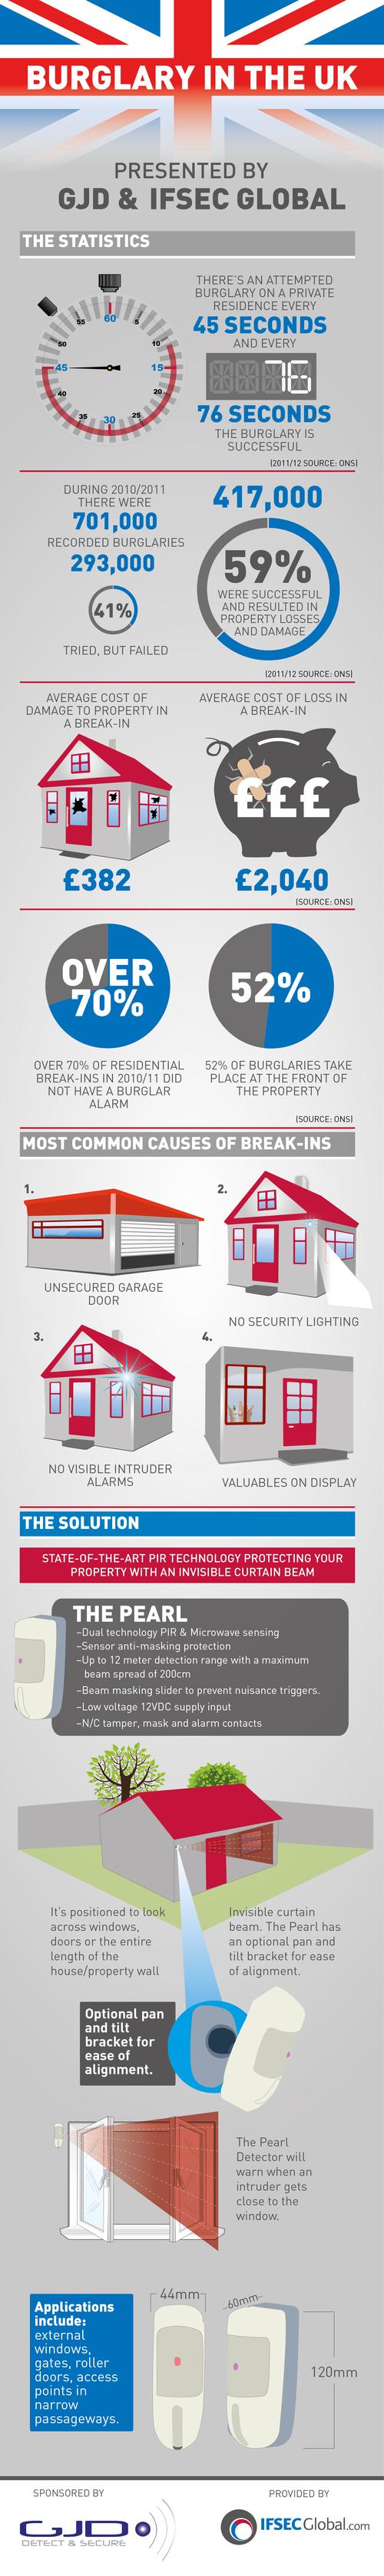 BURGLARY IN THE UK
PRESENTED BY
GJD & IFSEC GLOBAL
THE STATISTICS
60
5
10
15
20
25
30
35
40
45
50
55
THERE'S AN ATTEMPTED
BURGLARY ON A PRIVATE
RESIDENCE EVERY
45 SECONDS
AND EVERY
76
76 SECONDS
THE BURGLARY IS
SUCCESSFUL
(2011/12 SOURCE: ONS)
DURING 2010/2011
THERE WERE
701,000
RECORDED BURGLARIES
293,000
41%
TRIED, BUT FAILED
417,000
59%
WERE SUCCESSFUL
AND RESULTED IN
PROPERTY LOSSES
AND DAMAGE
(2011/12 SOURCE: ONS)
AVERAGE COST OF
DAMAGE TO PROPERTY IN
A BREAK-IN
£382
AVERAGE COST OF LOSS IN
A BREAK-IN
£££
£2,040
(SOURCE: ONS)
OVER
70%
OVER 70% OF RESIDENTIAL
BREAK-INS IN 2010/11 DID
NOT HAVE A BURGLAR
ALARM
52%
52% OF BURGLARIES TAKE
PLACE AT THE FRONT OF
THE PROPERTY
(SOURCE: ONS)
MOST COMMON CAUSES OF BREAK-INS
1.
UNSECURED GARAGE
DOOR
2.
NO SECURITY LIGHTING
3.
NO VISIBLE INTRUDER
ALARMS
4.
VALUABLES ON DISPLAY
THE SOLUTION
STATE-OF-THE-ART PIR TECHNOLOGY PROTECTING YOUR
PROPERTY WITH AN INVISIBLE CURTAIN BEAM
THE PEARL
-Dual technology PIR & Microwave sensing
-Sensor anti-masking protection
-Up to 12 meter detection range with a maximum
beam spread of 200cm
-Beam masking slider to prevent nuisance triggers.
-Low voltage 12VDC supply input
-N/C tamper, mask and alarm contacts
It's positioned to look
across windows,
doors or the entire
length of the
house/property wall
Invisible curtain
beam. The Pearl has
an optional pan and
tilt bracket for ease
of alignment.
Optional pan
and tilt
bracket for
ease of
alignment.
The Pearl
Detector will
warn when an
intruder gets
close to the
window.
Applications
include:
external
windows,
gates, roller
doors, access
points in
narrow
passageways.
44mm
60mm
120mm
SPONSORED BY
GJD
DETECT & SECURE
PROVIDED BY
IFSECGlobal.com